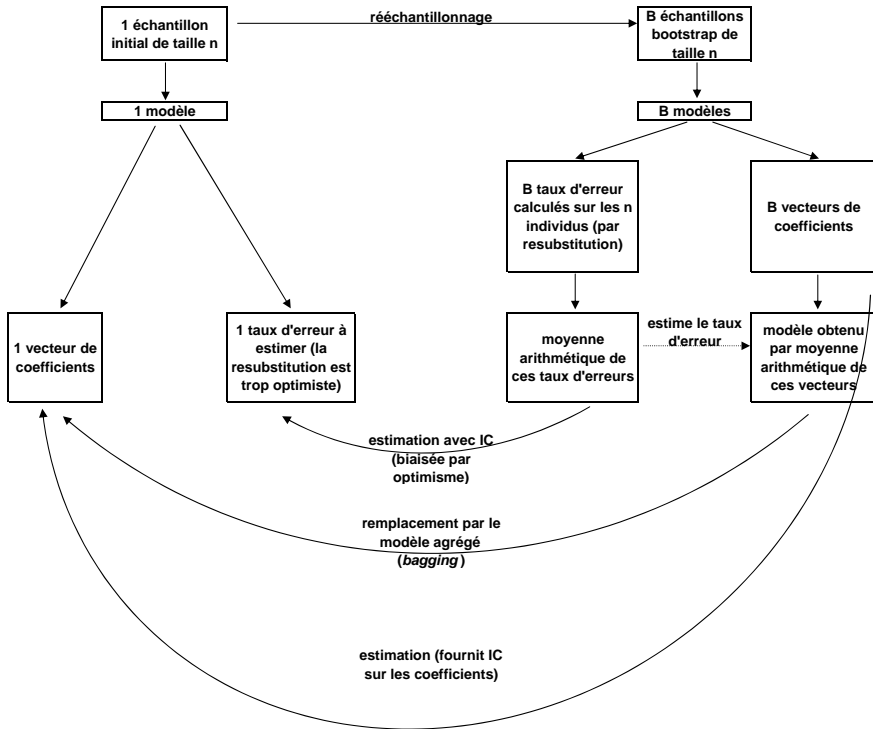 1 échantillon
initial de taille n
rééchantillonnage
B échantillons
bootstrap de
taille n
1 modèle
B modèles
B taux d'erreur
calculés sur les n
individus (par
resubstitution)
B vecteurs de
coefficients
1 vecteur de
coefficients
1 taux d'erreur à
estimer (la
resubstitution est
trop optimiste)
moyenne
arithmétique de
ces taux d'erreurs
estime le taux
d'erreur
modèle obtenu
par moyenne
arithmétique de
ces vecteurs
estimation avec IC
(biaisée par
optimisme)
remplacement par le
modèle agrégé
(bagging)
estimation (fournit IC
sur les coefficients)